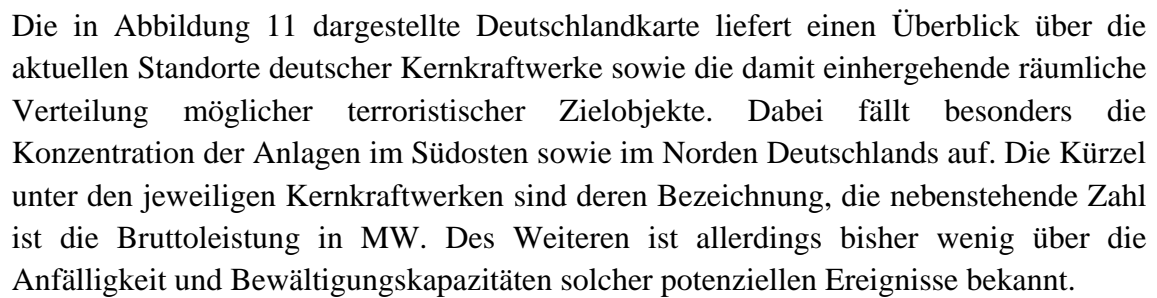 Die in Abbildung 11 dargestellte Deutschlandkarte liefert einen Überblick über die
aktuellen Standorte deutscher Kernkraftwerke sowie die damit einhergehende räumliche
Verteilung möglicher terroristischer Zielobjekte. Dabei fällt besonders die
Konzentration der Anlagen im Südosten sowie im Norden Deutschlands auf. Die Kürzel
unter den jeweiligen Kernkraftwerken sind deren Bezeichnung, die nebenstehende Zahl
ist die Bruttoleistung in MW. Des Weiteren ist allerdings bisher wenig über die
Anfälligkeit und Bewältigungskapazitäten solcher potenziellen Ereignisse bekannt.